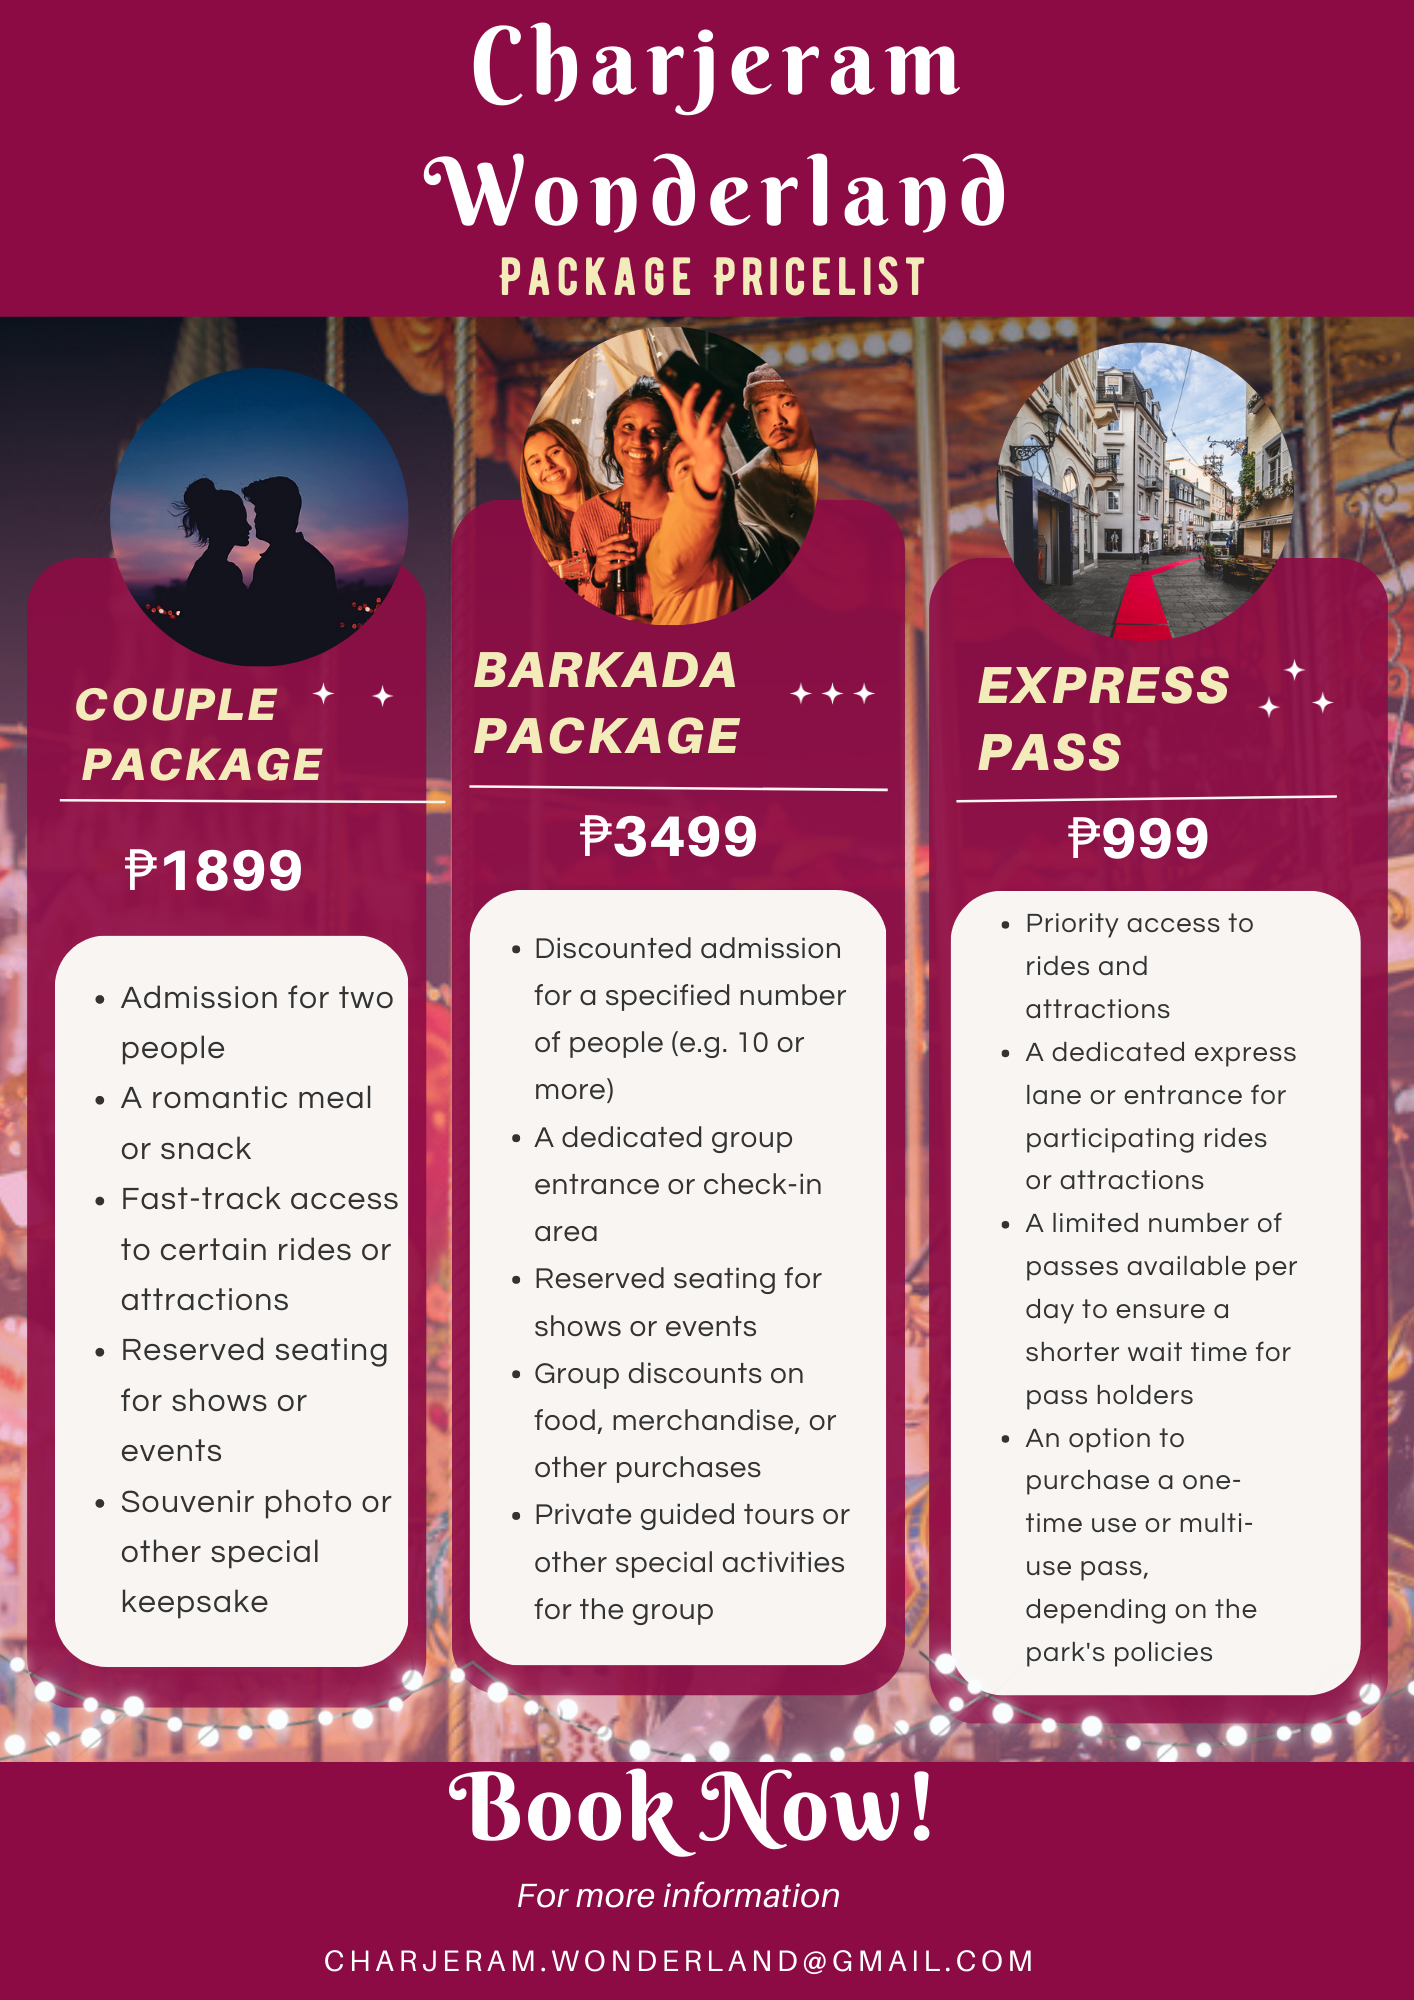 Charjeram
Wonderland
PACKAGE PRICELIST
COUPLE
PACKAGE
₱1899
• Admission for two
people
• A romantic meal
or snack
• Fast-track access
to certain rides or
attractions
• Reserved seating
for shows or
events
• Souvenir photo or
other special
keepsake
BARKADA
PACKAGE
₱3499
• Discounted admission
for a specified number
of people (e.g. 10 or
more)
• A dedicated group
entrance or check-in
area
• Reserved seating for
shows or events
• Group discounts on
food, merchandise, or
other purchases
• Private guided tours or
other special activities
for the group
EXPRESS
PASS
₱999
• Priority access to
rides and
attractions
• A dedicated express
lane or entrance for
participating rides
or attractions
• A limited number of
passes available per
day to ensure a
shorter wait time for
pass holders
• An option to
purchase a one-
time use or multi-
use pass,
depending on the
park's policies
Book Now!
For more information
CHARJERAM.WONDERLAND@GMAIL.COM